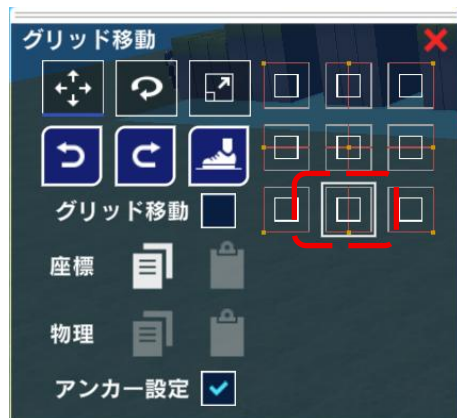 グリッド移動
グリッド移動
座標
物理
アンカー設定